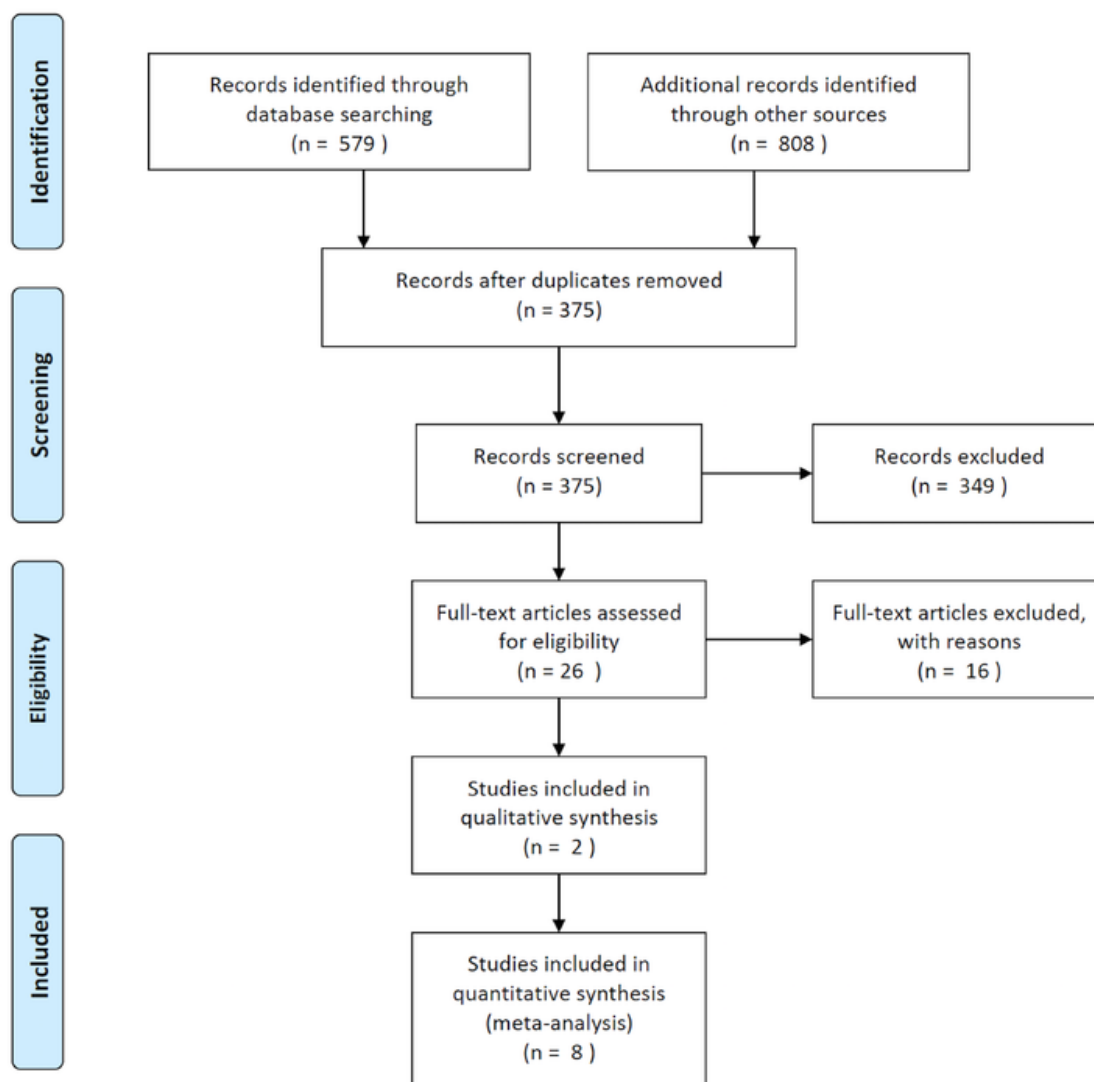 Identification
Records identified through
database searching
(n = 579 )
Additional records identified
through other sources
(n = 808 )
Records after duplicates removed
(n = 375)
Screening
Records screened
(n = 375)
Records excluded
(n = 349 )
Eligibility
Full-text articles assessed
for eligibility
(n = 26 )
Full-text articles excluded,
with reasons
(n = 16 )
Studies included in
qualitative synthesis
(n = 2 )
Included
Studies included in
quantitative synthesis
(meta-analysis)
(n = 8 )